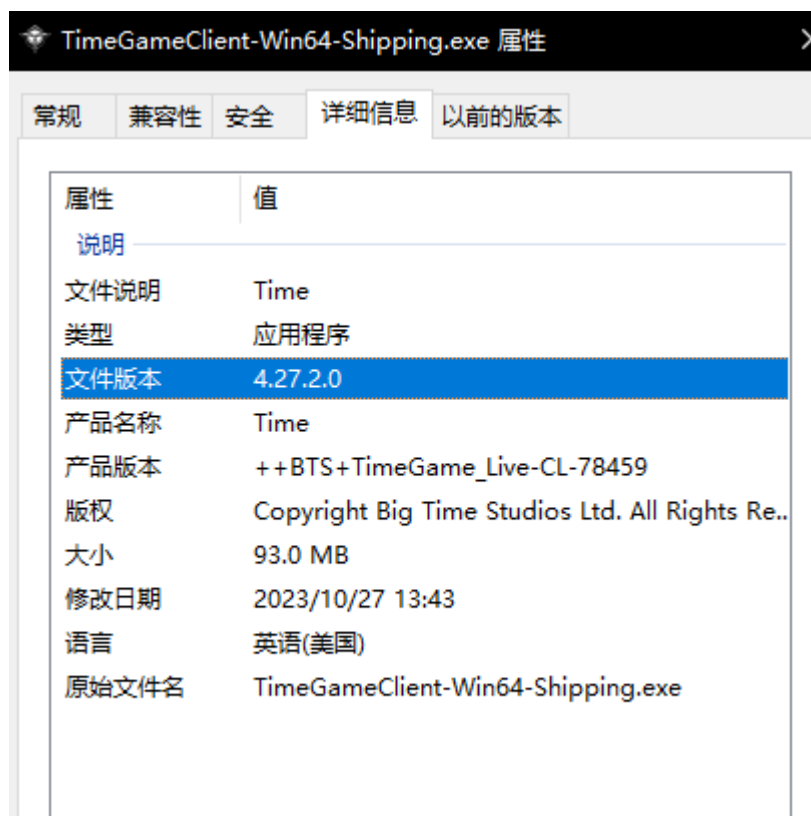 TimeGameClient-Win64-Shipping.exe 属性
常规 兼容性 安全 详细信息 以前的版本
属性 值
说明
文件说明 Time
类型 应用程序
文件版本 4.27.2.0
产品名称 Time
产品版本 ++BTS+TimeGame_Live-CL-78459
版权 Copyright Big Time Studios Ltd. All Rights Re..
大小 93.0 MB
修改日期 2023/10/27 13:43
语言 英语(美国)
原始文件名 TimeGameClient-Win64-Shipping.exe